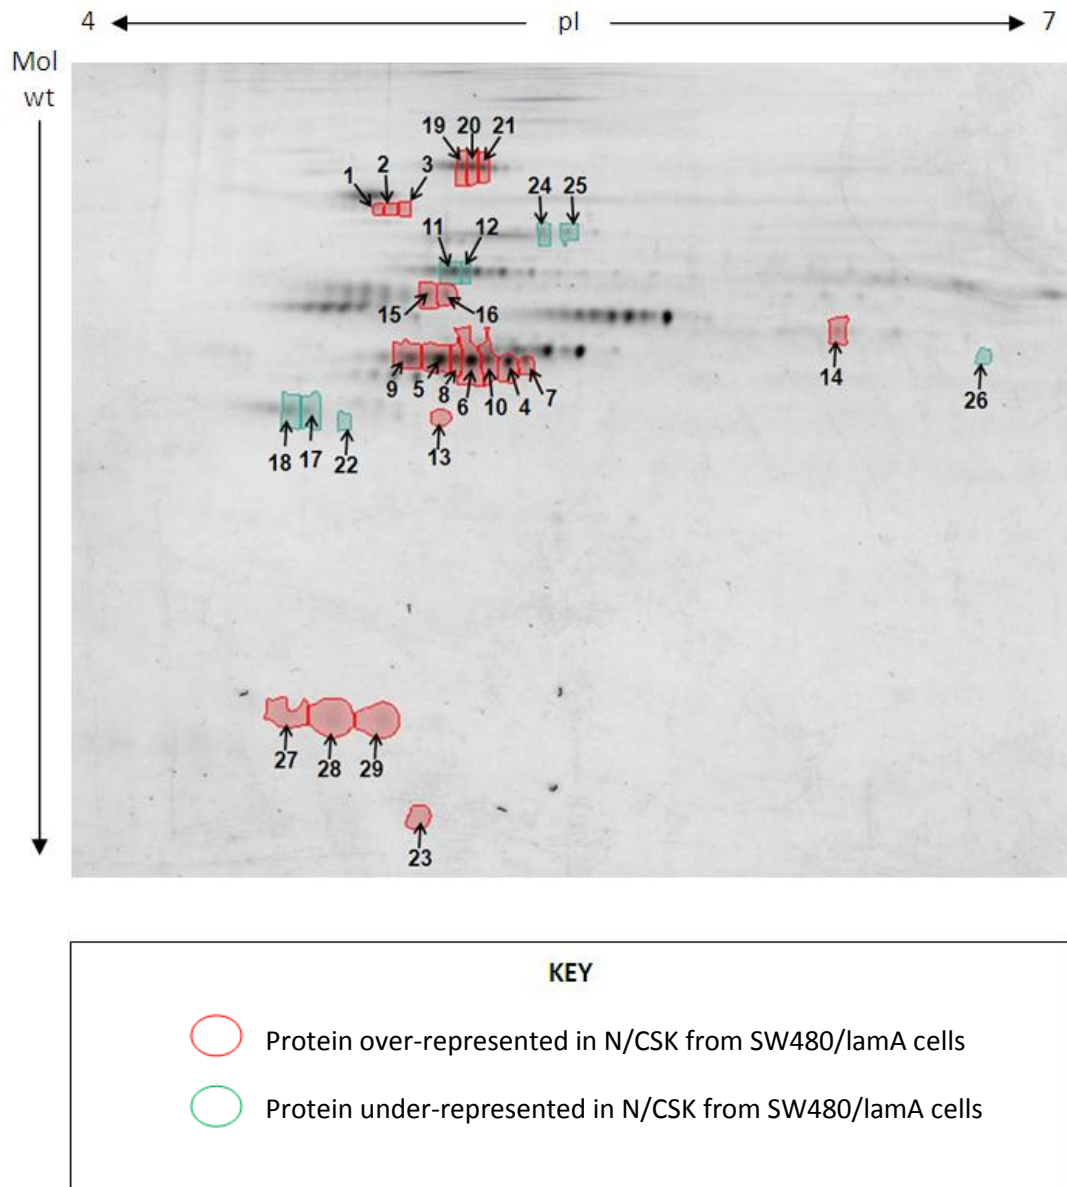 4 pI 7
Mol
wt
19 20 21
1 2 3
24 25
11 12
15 16
14
26
9 5 8 6 10 4 7
18 17 22
13
27 28 29
23
KEY
Protein over-represented in N/CSK from SW480/lamA cells
Protein under-represented in N/CSK from SW480/lamA cells